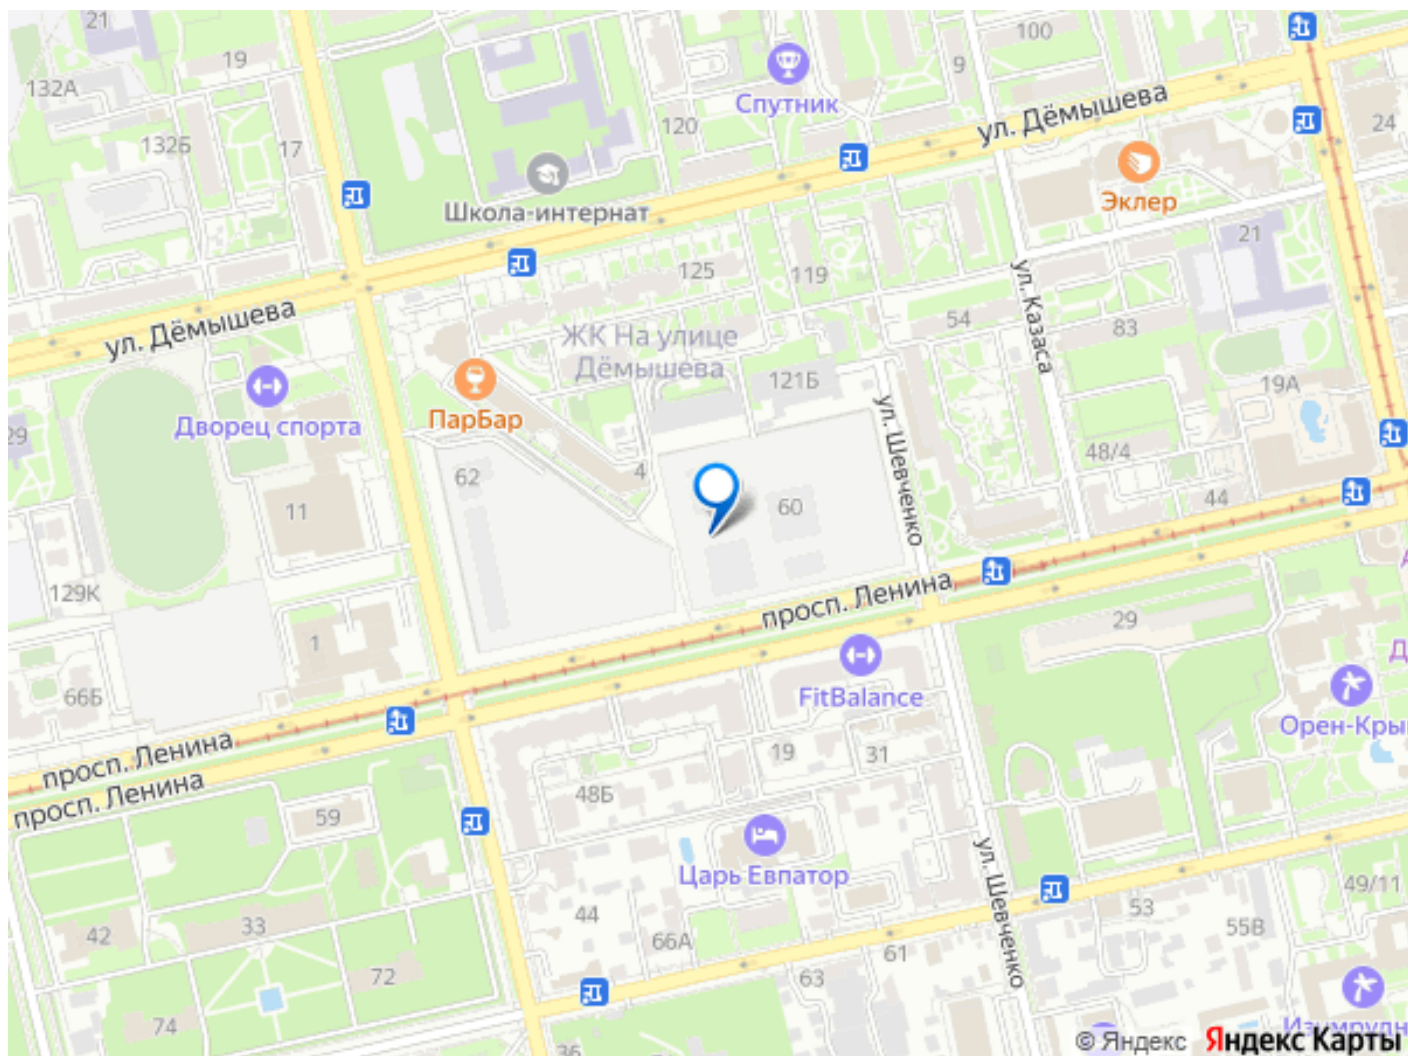 21
100
19
9
132А
Спутник
ул. Дёмышева
120
24
132Б
17
Эклер
Школа-интернат
21
125
119
ул. Казаса
ул. Дёмышева
54
83
ЖК На улице
Дёмышева
121Б
19А
ПарБар
Дворец спорта
29
ул. Шевченко
48/4
62
4
60
44
11
129К
просп. Ленина
29
1
66Б
FitBalance
Орен-Кры
просп. Ленина
просп. Ленина
19
31
48Б
59
Царь Евпатор
ул. Шевченко
49/11
44
53
42
33
66А
55В
61
72
63
74
36
Изумрудн
© Яндекс
Яндекс Карты